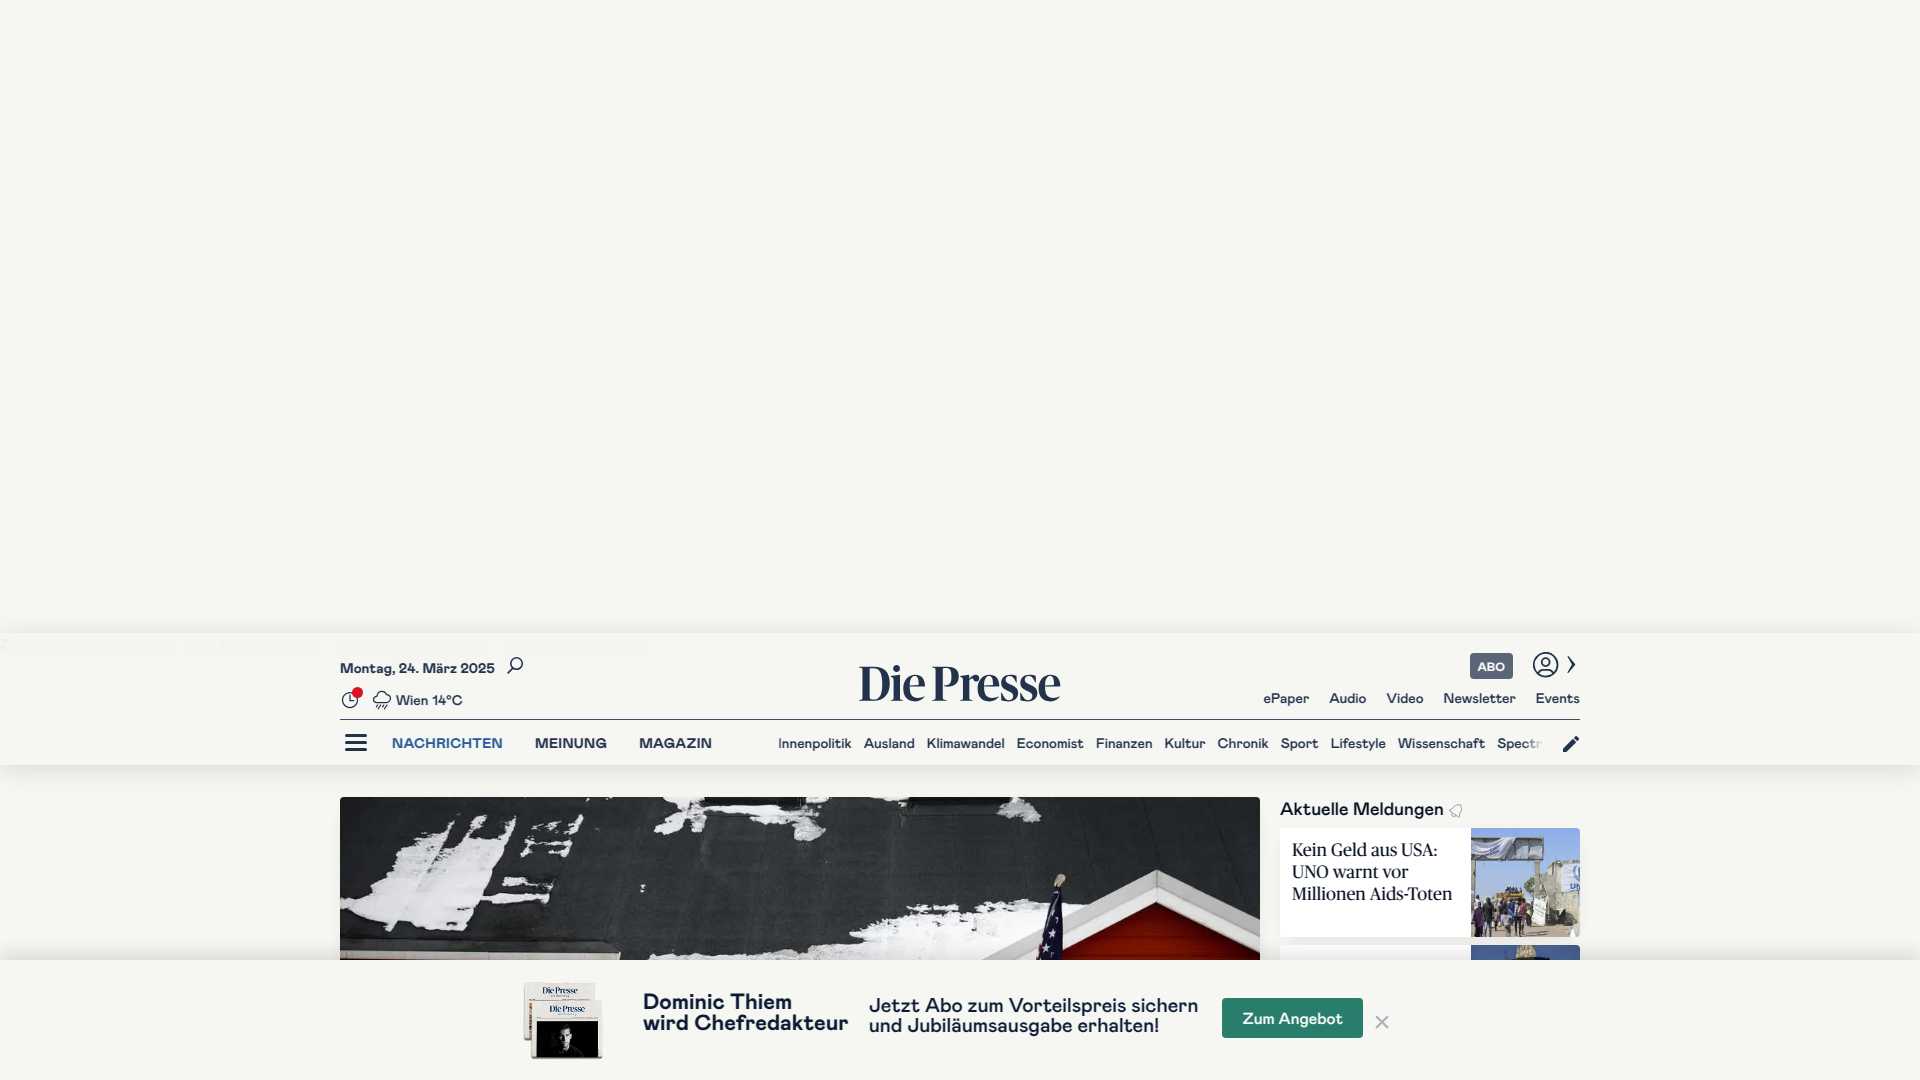 Montag, 24. März 2025
Wien 14°C
Die Presse
ABO
ePaper Audio Video Newsletter Events
NACHRICHTEN MEINUNG MAGAZIN
Innenpolitik Ausland Klimawandel Economist Finanzen Kultur Chronik Sport Lifestyle Wissenschaft Spectr
Aktuelle Meldungen
Kein Geld aus USA:
UNO warnt vor
Millionen Aids-Toten
UN
Die Presse
Die Presse
Dominic Thiem
wird Chefredakteur
Jetzt Abo zum Vorteilspreis sichern
und Jubiläumsausgabe erhalten!
Zum Angebot